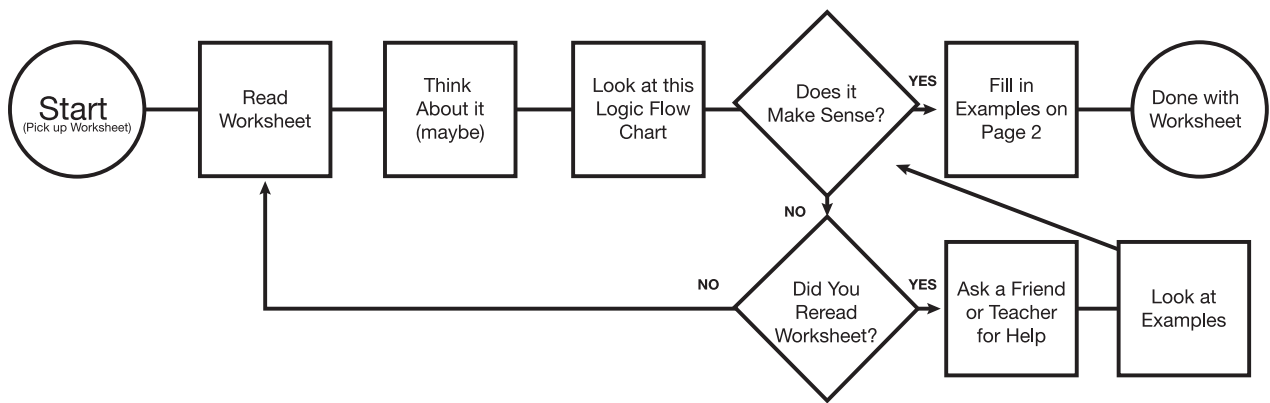 Start
(Pick up Worksheet)
Read
Worksheet
Think
About it
(maybe)
Look at this
Logic Flow
Chart
Does it
Make Sense?
YES
Fill in
Examples on
Page 2
Done with
Worksheet
NO
Did You
Reread
Worksheet?
NO
YES
Ask a Friend
or Teacher
for Help
Look at
Examples